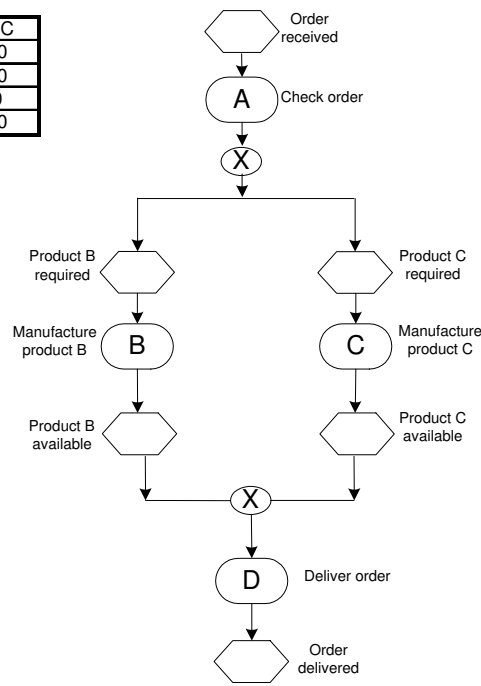 C
0
0
0
0
Order
received
A
Check order
X
Product B
required
Product C
required
Manufacture
product B
B
C
Manufacture
product C
Product B
available
Product C
available
X
D
Deliver order
Order
delivered